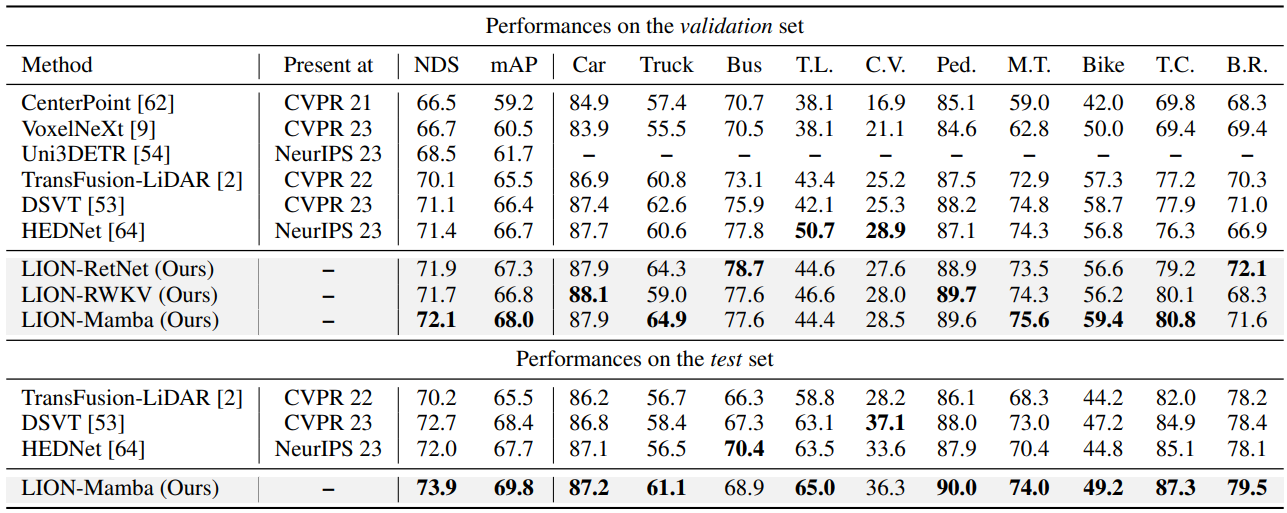 Performances on the validation set
Method Present at NDS mAP Car Truck Bus T.L. C.V. Ped. M.T. Bike T.C. B.R.
CenterPoint [62] CVPR 21 66.5 59.2 84.9 57.4 70.7 38.1 16.9 85.1 59.0 42.0 69.8 68.3
VoxelNeXt [9] CVPR 23 66.7 60.5 83.9 55.5 70.5 38.1 21.1 84.6 62.8 50.0 69.4 69.4
Uni3DETR [54] NeurIPS 23 68.5 61.7 – – – – – – – – – –
TransFusion-LiDAR [2] CVPR 22 70.1 65.5 86.9 60.8 73.1 43.4 25.2 87.5 72.9 57.3 77.2 70.3
DSVT [53] CVPR 23 71.1 66.4 87.4 62.6 75.9 42.1 25.3 88.2 74.8 58.7 77.9 71.0
HEDNet [64] NeurIPS 23 71.4 66.7 87.7 60.6 77.8 50.7 28.9 87.1 74.3 56.8 76.3 66.9
LION-RetNet (Ours) – 71.9 67.3 87.9 64.3 78.7 44.6 27.6 88.9 73.5 56.6 79.2 72.1
LION-RWKV (Ours) – 71.7 66.8 88.1 59.0 77.6 46.6 28.0 89.7 74.3 56.2 80.1 68.3
LION-Mamba (Ours) – 72.1 68.0 87.9 64.9 77.6 44.4 28.5 89.6 75.6 59.4 80.8 71.6
Performances on the test set
TransFusion-LiDAR [2] CVPR 22 70.2 65.5 86.2 56.7 66.3 58.8 28.2 86.1 68.3 44.2 82.0 78.2
DSVT [53] CVPR 23 72.7 68.4 86.8 58.4 67.3 63.1 37.1 88.0 73.0 47.2 84.9 78.4
HEDNet [64] NeurIPS 23 72.0 67.7 87.1 56.5 70.4 63.5 33.6 87.9 70.4 44.8 85.1 78.1
LION-Mamba (Ours) – 73.9 69.8 87.2 61.1 68.9 65.0 36.3 90.0 74.0 49.2 87.3 79.5